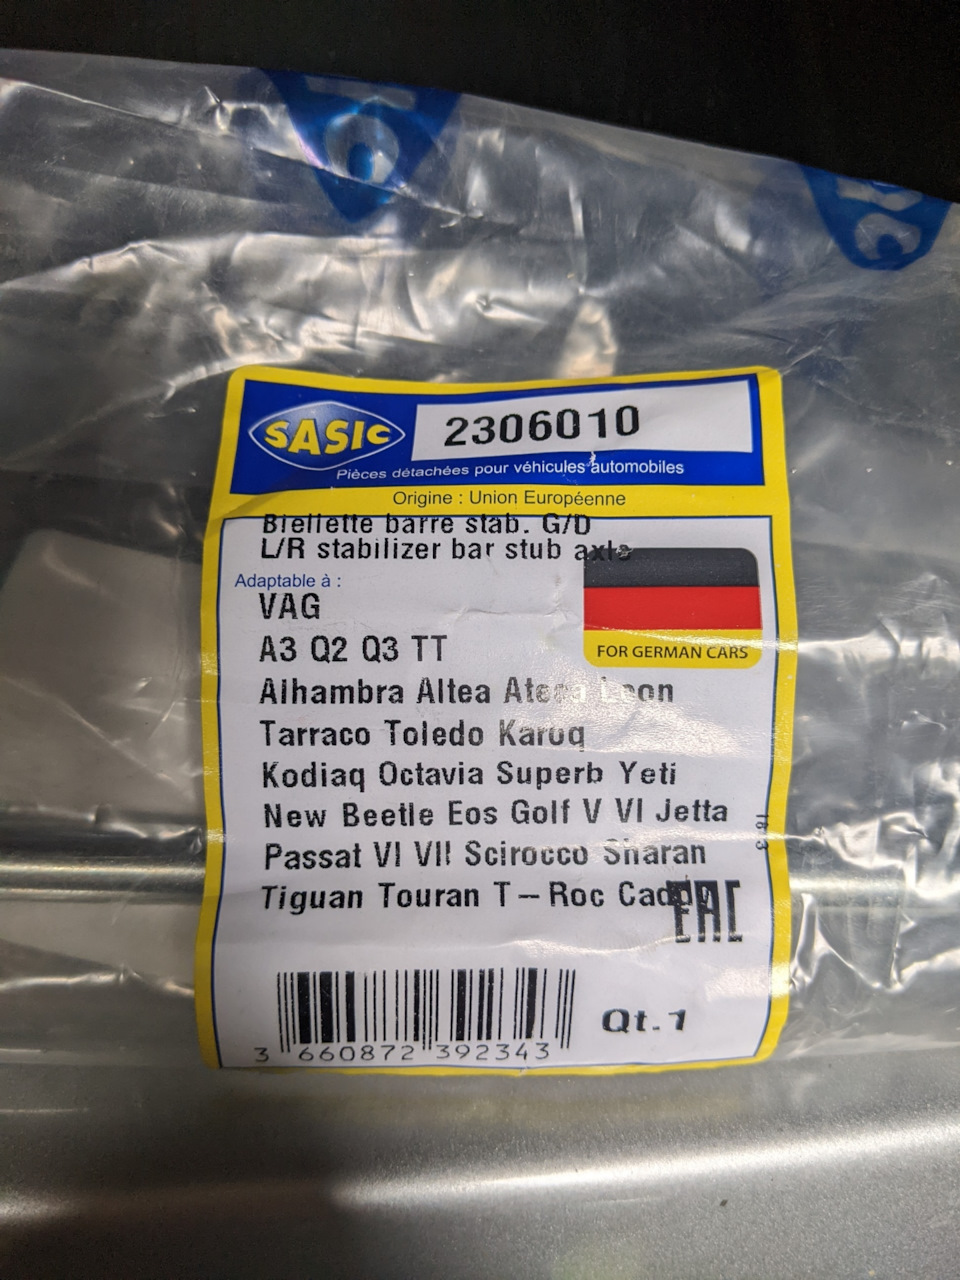 SASIC
2306010
Pièces détachées pour véhicules automobiles
Origine : Union Européenne
Biellette barre stab. G/D
L/R stabilizer bar stub axle
Adaptable à :
VAG
A3 Q2 Q3 TT
FOR GERMAN CARS
Alhambra Altea Ateca Leon
Tarraco Toledo Karoq
Kodiaq Octavia Superb Yeti
New Beetle Eos Golf V VI Jetta
Passat VI VII Scirocco Sharan
Tiguan Touran T-Roc Caddy
EAC
3 660872 392343
Qt.1